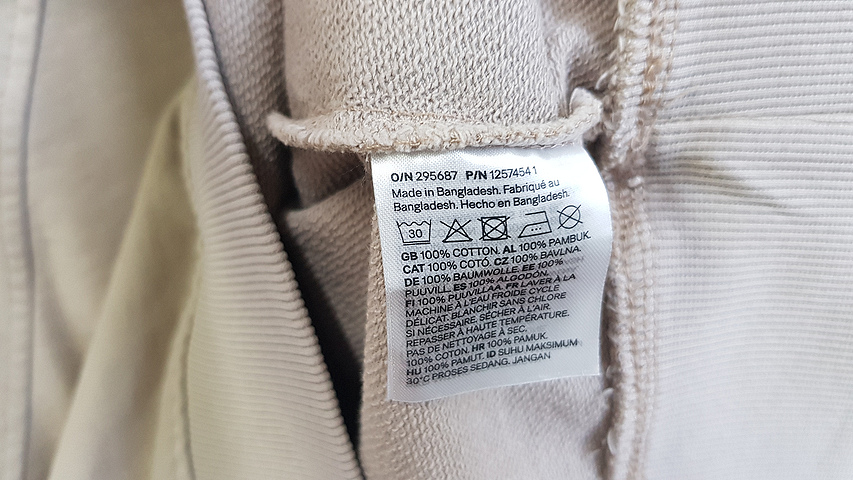 O/N 295687 P/N 12574541
Made in Bangladesh. Fabriqué au
Bangladesh. Hecho en Bangladesh.
30
GB 100% COTTON. AL 100% PAMBUK.
CAT 100% COTÓ. CZ 100% BAVLNA.
DE 100% BAUMWOLLE. EE 100%
PUUVILL. ES 100% ALGODÓN.
FI 100% PUUVILLAA. FR LAVER À LA
MACHINE À L'EAU FROIDE CYCLE
DÉLICAT. BLANCHIR SANS CHLORE
SI NÉCESSAIRE. SÉCHER À L'AIR.
REPASSER À HAUTE TEMPÉRATURE.
PAS DE NETTOYAGE À SEC.
100% COTON. HR 100% PAMUK.
HU 100% PAMUT. ID SUHU MAKSIMUM
30°C PROSES SEDANG. JANGAN